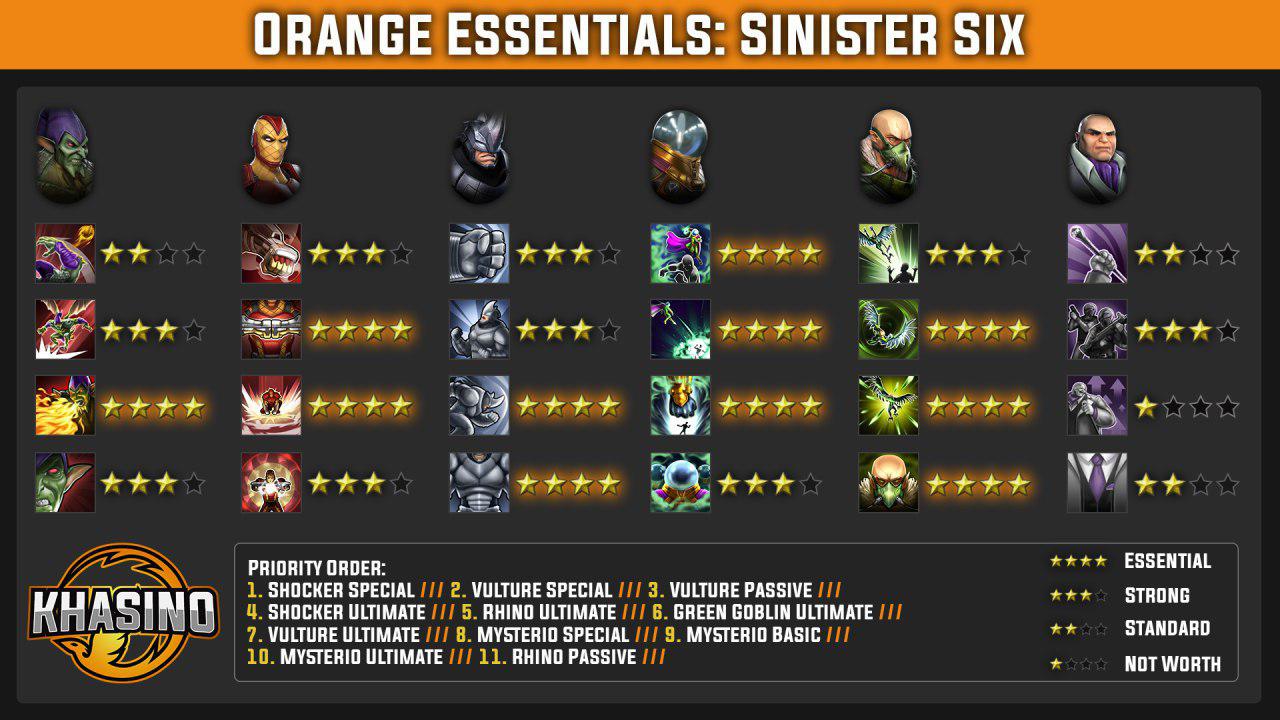 Orange Essentials: Sinister Six
Khasino
Priority Order:
1. Shocker Special /// 2. Vulture Special /// 3. Vulture Passive ///
4. Shocker Ultimate /// 5. Rhino Ultimate /// 6. Green Goblin Ultimate ///
7. Vulture Ultimate /// 8. Mysterio Special /// 9. Mysterio Basic ///
10. Mysterio Ultimate /// 11. Rhino Passive ///
Essential
Strong
Standard
Not Worth